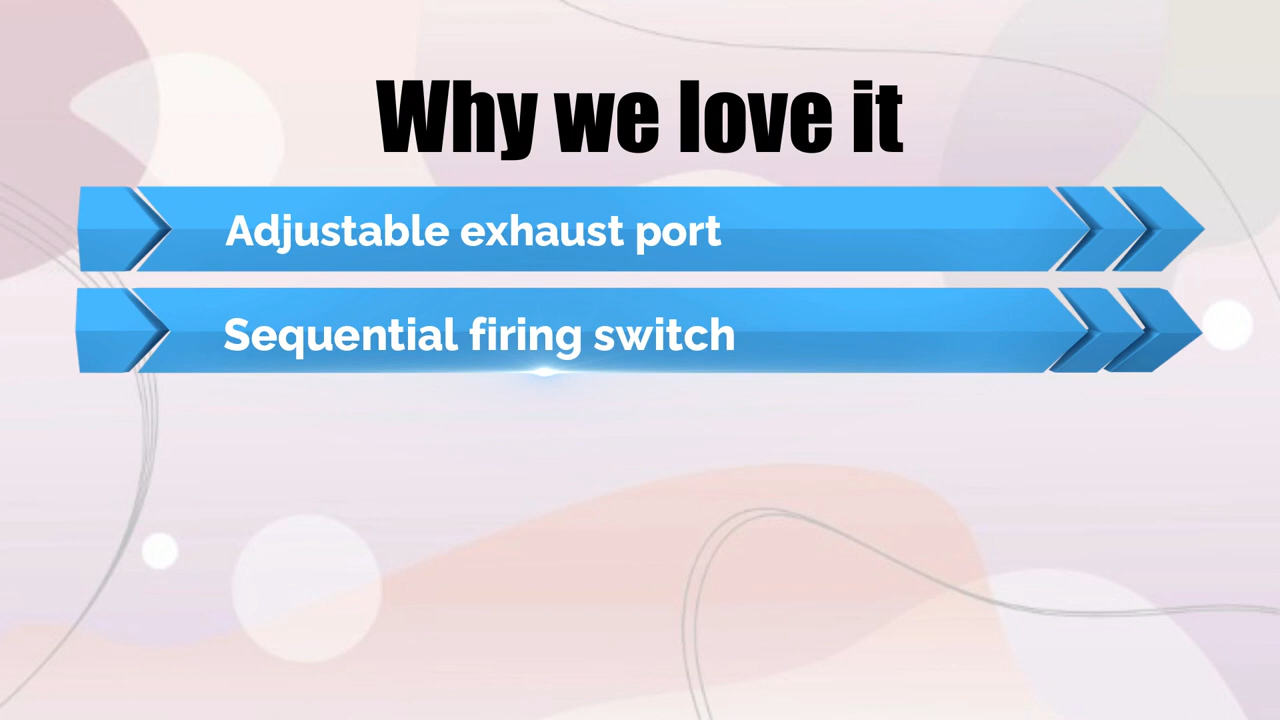 Why we love it
Adjustable exhaust port
Sequential firing switch